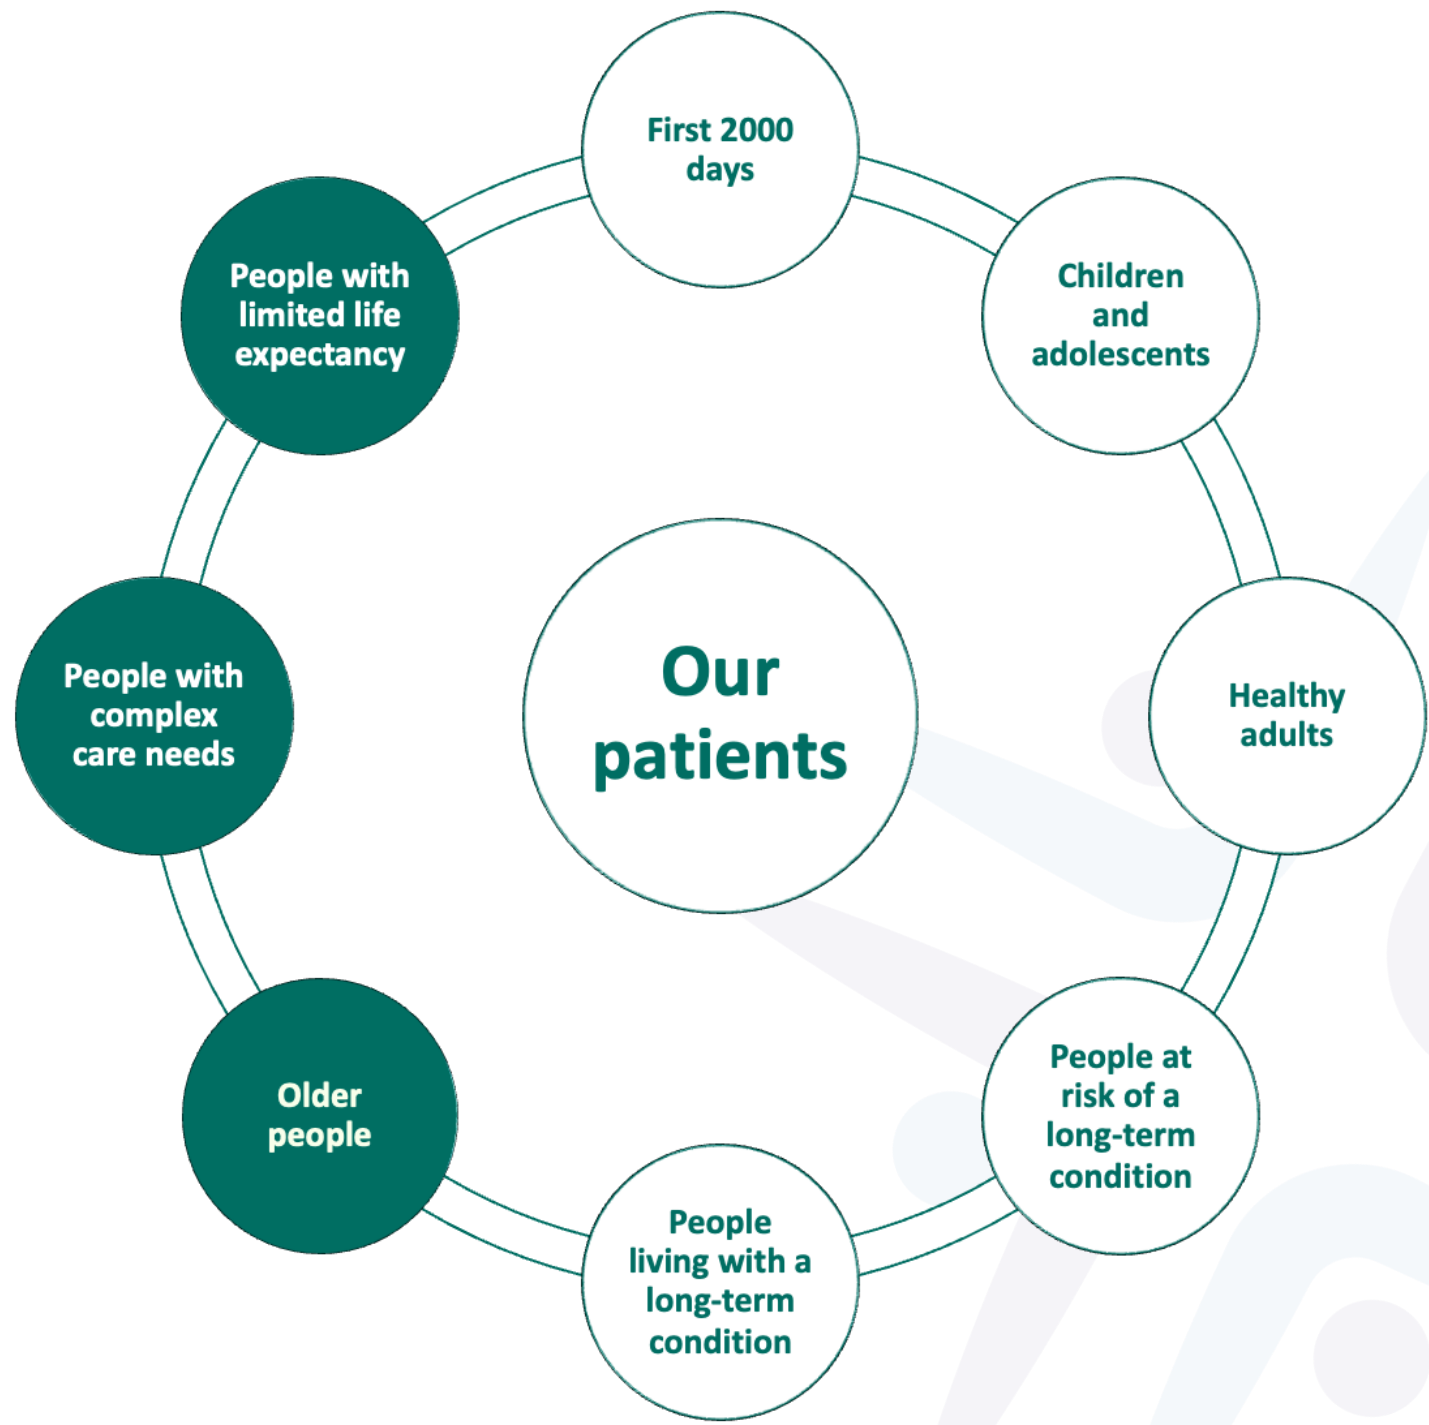 First 2000
days
Children
and
adolescents
Healthy
adults
People at
risk of a
long-term
condition
People
living with a
long-term
condition
Older
people
People with
complex
care needs
People with
limited life
expectancy
Our
patients